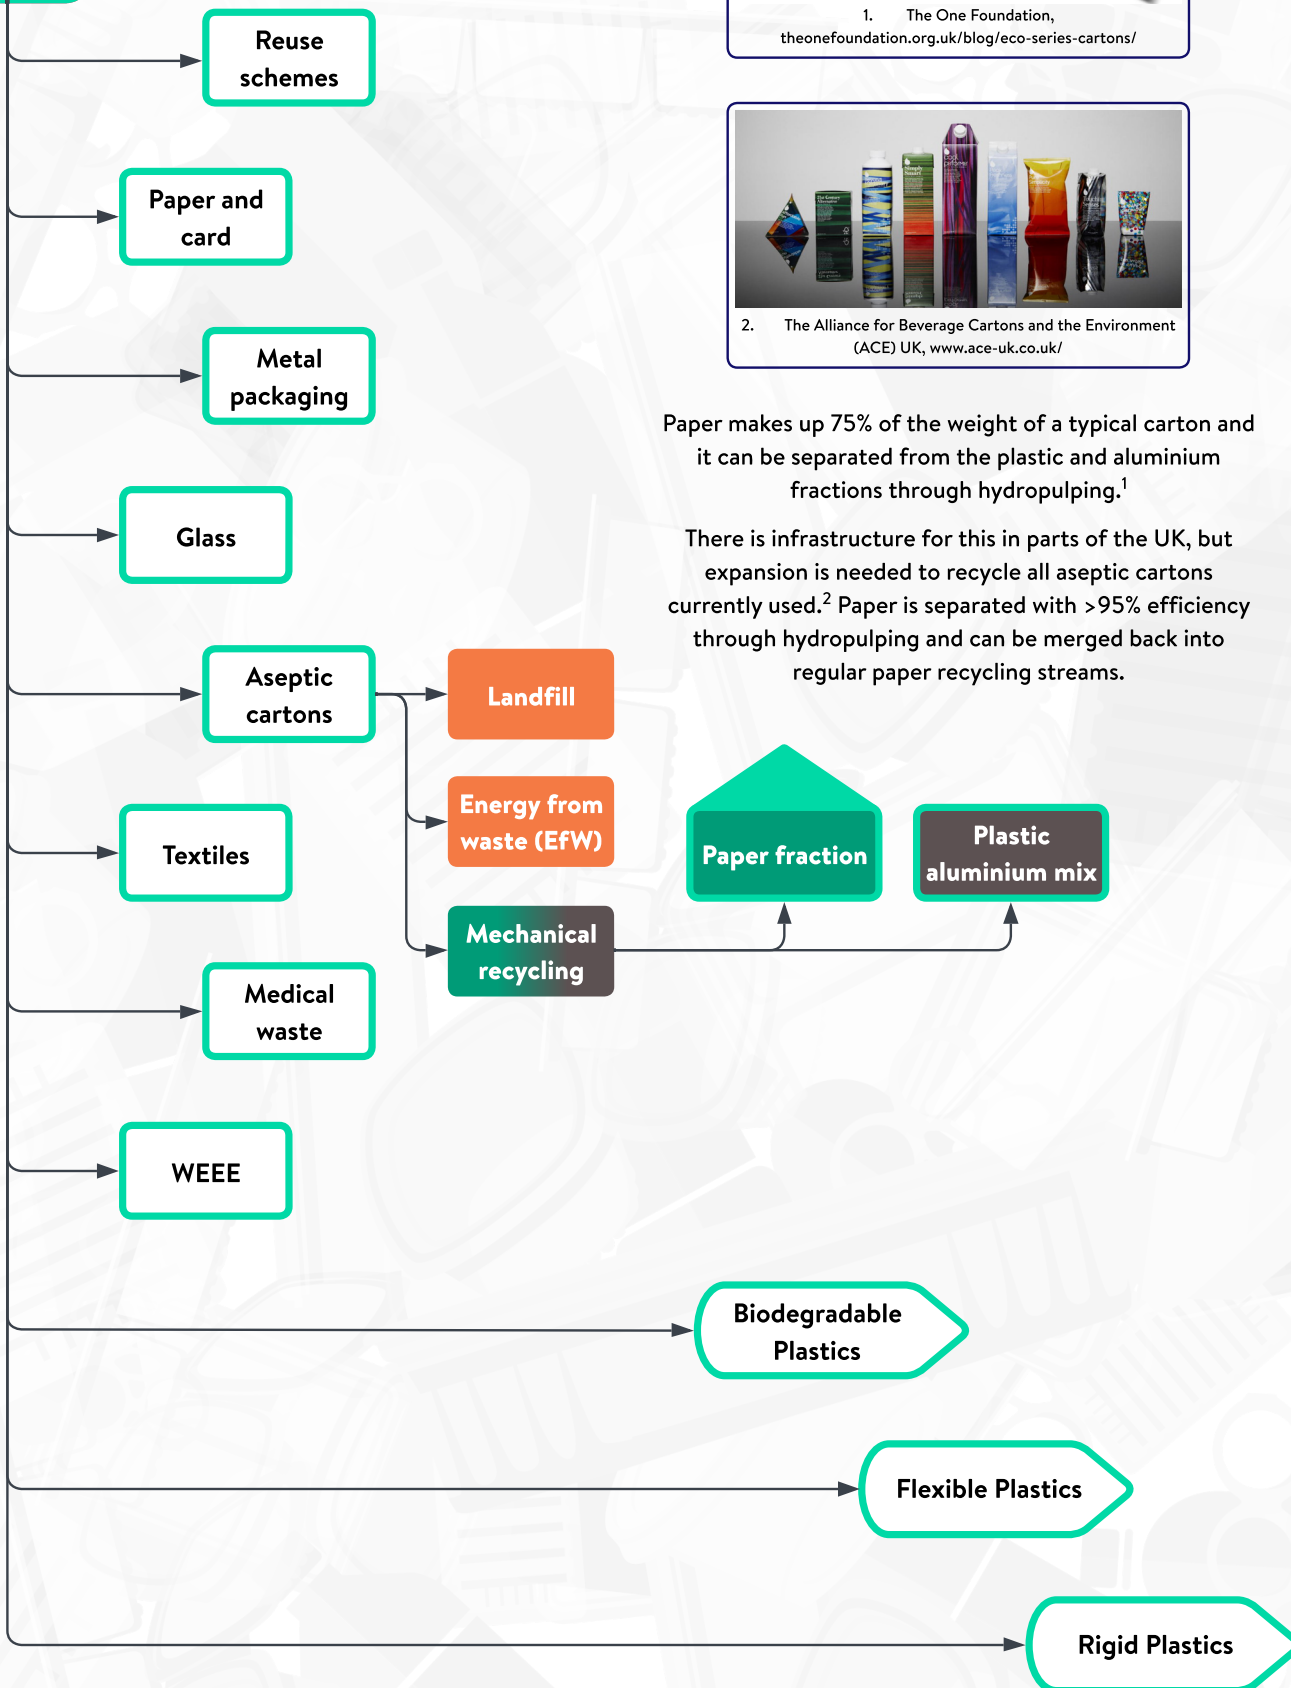 1. The One Foundation,
theonefoundation.org.uk/blog/eco-series-cartons/
Reuse
schemes
Paper and
card
2. The Alliance for Beverage Cartons and the Environment
(ACE) UK, www.ace-uk.co.uk/
Metal
packaging
Paper makes up 75% of the weight of a typical carton and
it can be separated from the plastic and aluminium
fractions through hydropulping.1
There is infrastructure for this in parts of the UK, but
expansion is needed to recycle all aseptic cartons
currently used.2 Paper is separated with >95% efficiency
through hydropulping and can be merged back into
regular paper recycling streams.
Glass
Aseptic
cartons
Landfill
Energy from
waste (EfW)
Mechanical
recycling
Paper fraction
Plastic
aluminium mix
Textiles
Medical
waste
WEEE
Biodegradable
Plastics
Flexible Plastics
Rigid Plastics